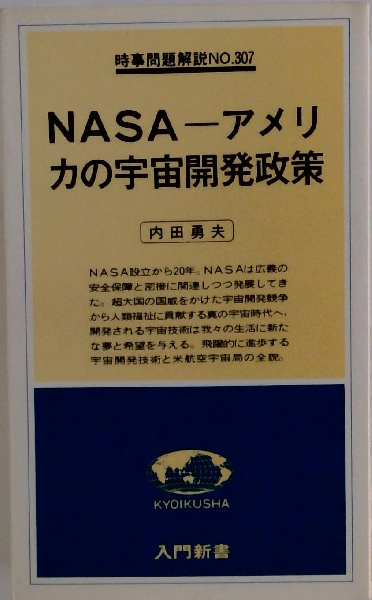 時事問題解説NO.307
NASA―アメリ
カの宇宙開発政策
内田勇夫
NASA設立から20年。NASAは広義の
安全保障と密接に関連しつつ発展してき
た。超大国の国威をかけた宇宙開発競争
から人類福祉に貢献する真の宇宙時代へ、
開発される宇宙技術は我々の生活に新た
な夢と希望を与える。飛躍的に進歩する
宇宙開発技術と米航空宇宙局の全貌。
KYOIKUSHA
入門新書